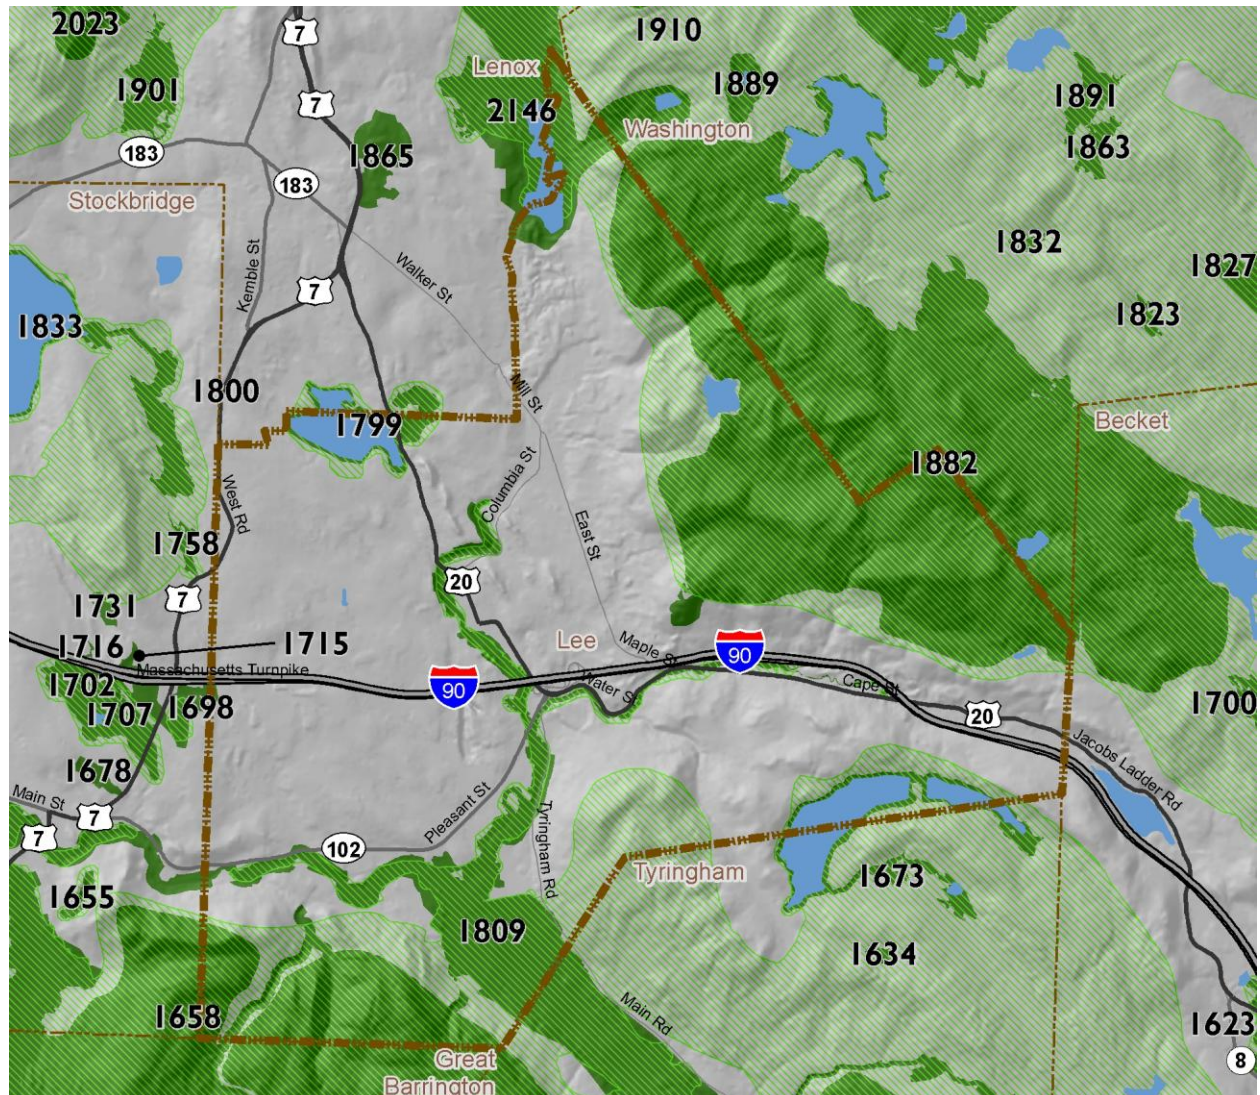 2023
7
1910
Lenox
1901
7
2146
1889
1891
Washington
183
1865
1863
183
Stockbridge
Kemble St
Walker St
1832
1827
7
1833
1823
1800
Mill St
1799
Becket
Columbia St
1882
West Rd
East St
1758
20
7
1731
Lee
1716
1715
Maple St
90
Massachusetts Turnpike
90
Water St
Cape St
1702
1707
1698
20
1700
Jacobs Ladder Rd
1678
Main St
7
7
Pleasant St
Tyringham Rd
102
Tyringham
1673
1655
1809
1634
1658
Main Rd
1623
Great
Barrington
8